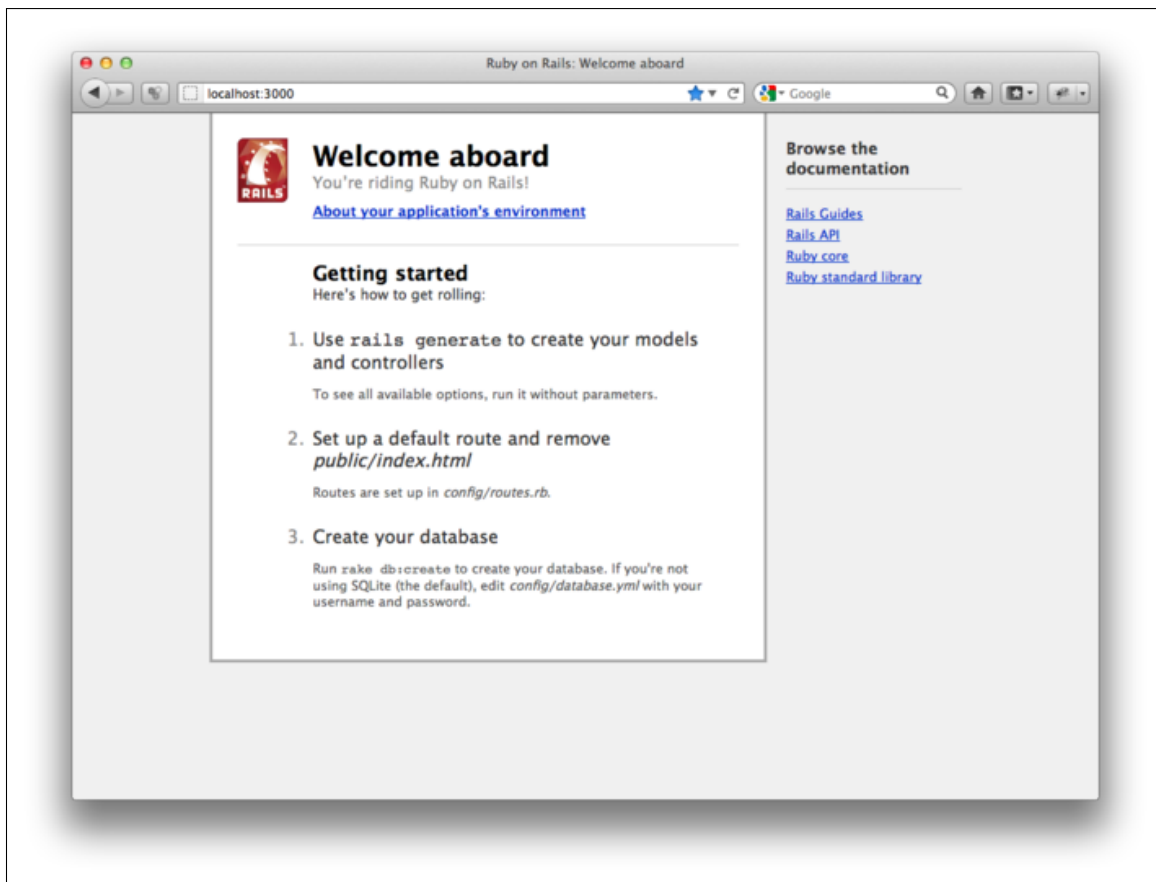 Ruby on Rails: Welcome aboard
localhost:3000
Google
RAILS
Welcome aboard
You're riding Ruby on Rails!
About your application's environment
Getting started
Here's how to get rolling:
1. Use rails generate to create your models
and controllers
To see all available options, run it without parameters.
2. Set up a default route and remove
public/index.html
Routes are set up in config/routes.rb.
3. Create your database
Run rake db:create to create your database. If you're not
using SQLite (the default), edit config/database.yml with your
username and password.
Browse the
documentation
Rails Guides
Rails API
Ruby core
Ruby standard library